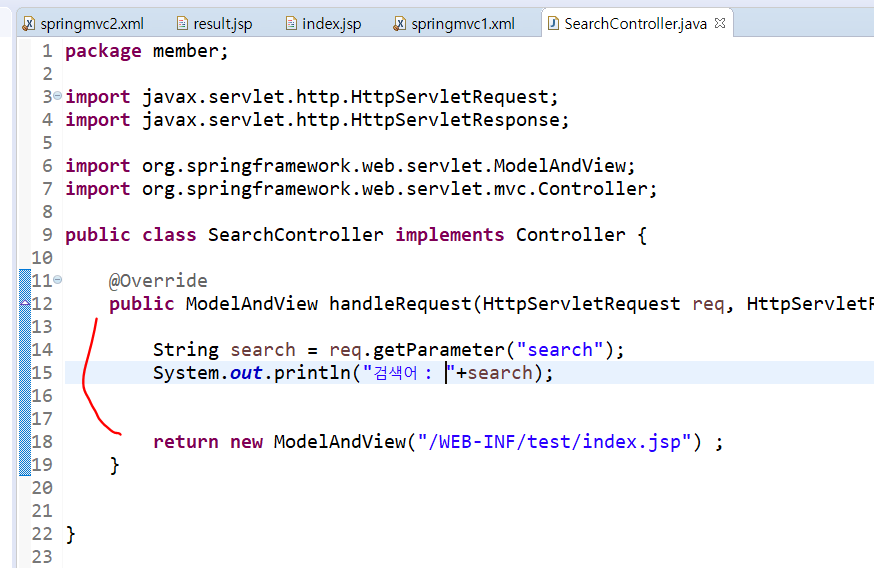 springmvc2.xml result.jsp index.jsp springmvc1.xml SearchController.java
1 package member;
2
3 import javax.servlet.http.HttpServletRequest;
4 import javax.servlet.http.HttpServletResponse;
5
6 import org.springframework.web.servlet.ModelAndView;
7 import org.springframework.web.servlet.mvc.Controller;
8
9 public class SearchController implements Controller {
10
11 @Override
12 public ModelAndView handleRequest(HttpServletRequest req, HttpServletR
13
14 String search = req.getParameter("search");
15 System.out.println("검색어 : "+search);
16
17
18 return new ModelAndView("/WEB-INF/test/index.jsp") ;
19 }
20
21
22 }
23